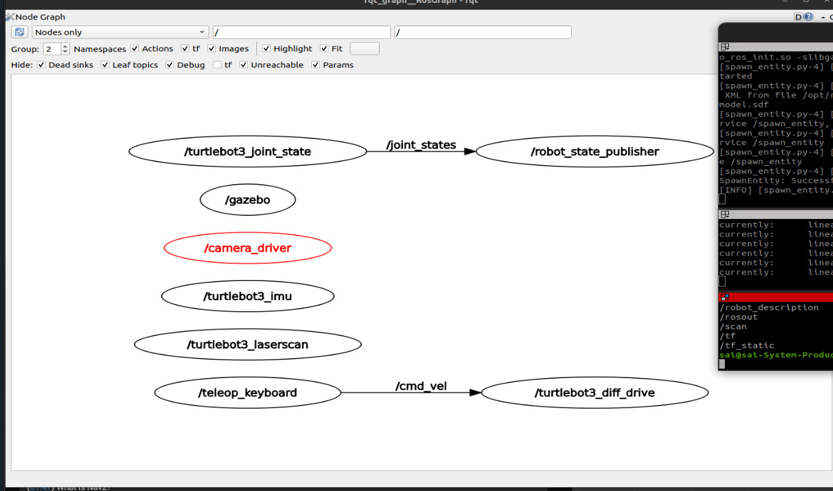 rqt_graph__RosGraph - rqt
Node Graph
D
Nodes only
/
/
Group: 2 Namespaces Actions tf Images Highlight Fit
Hide: Dead sinks Leaf topics Debug tf Unreachable Params
/turtlebot3_joint_state
/joint_states
/robot_state_publisher
/gazebo
/camera_driver
/turtlebot3_imu
/turtlebot3_laserscan
/teleop_keyboard
/cmd_vel
/turtlebot3_diff_drive
o_ros_init.so -slibga
[spawn_entity.py-4] [
tarted
[spawn_entity.py-4] [
XML from file /opt/r
model.sdf
[spawn_entity.py-4] [
rvice /spawn_entity,
[spawn_entity.py-4] [
rvice /spawn_entity
[spawn_entity.py-4] [
e /spawn_entity
[spawn_entity.py-4] [
SpawnEntity: Successf
[INFO] [spawn_entity.
currently: linea
currently: linea
currently: linea
currently: linea
currently: linea
currently: linea
/robot_description
/rosout
/scan
/tf
/tf_static
sai@sai-System-Produc
What is Nav2?